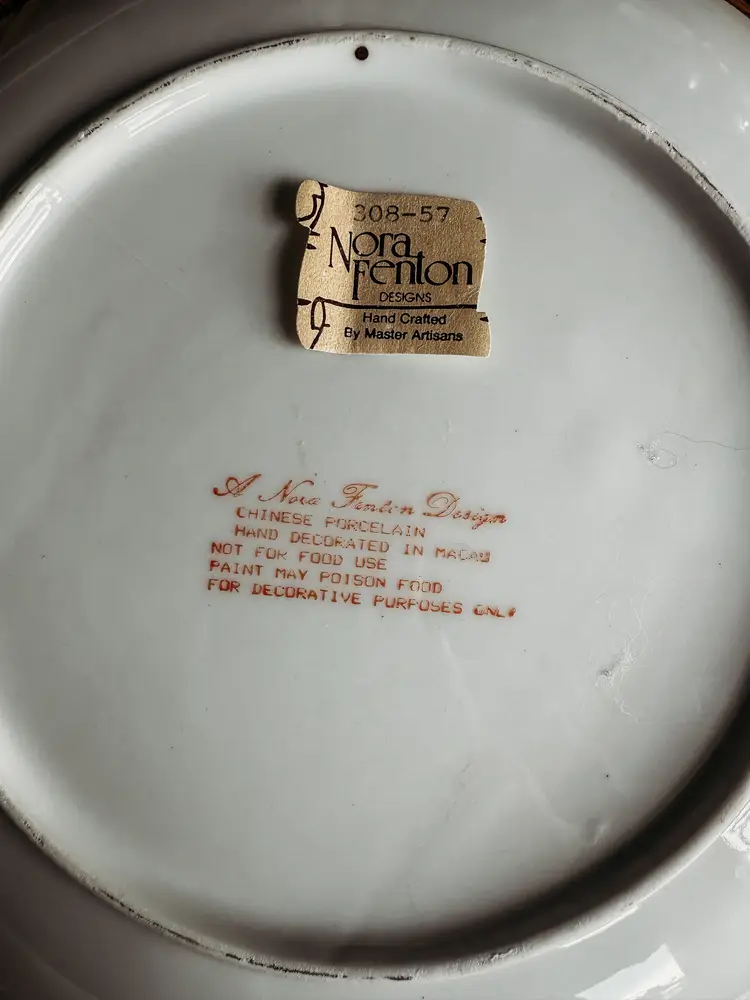 308-57
Nora
Fenton
DESIGNS
Hand Crafted
By Master Artisans
A Nora Fenton Design
CHINESE PORCELAIN
HAND DECORATED IN MACAU
NOT FOR FOOD USE
PAINT MAY POISON FOOD
FOR DECORATIVE PURPOSES ONLY